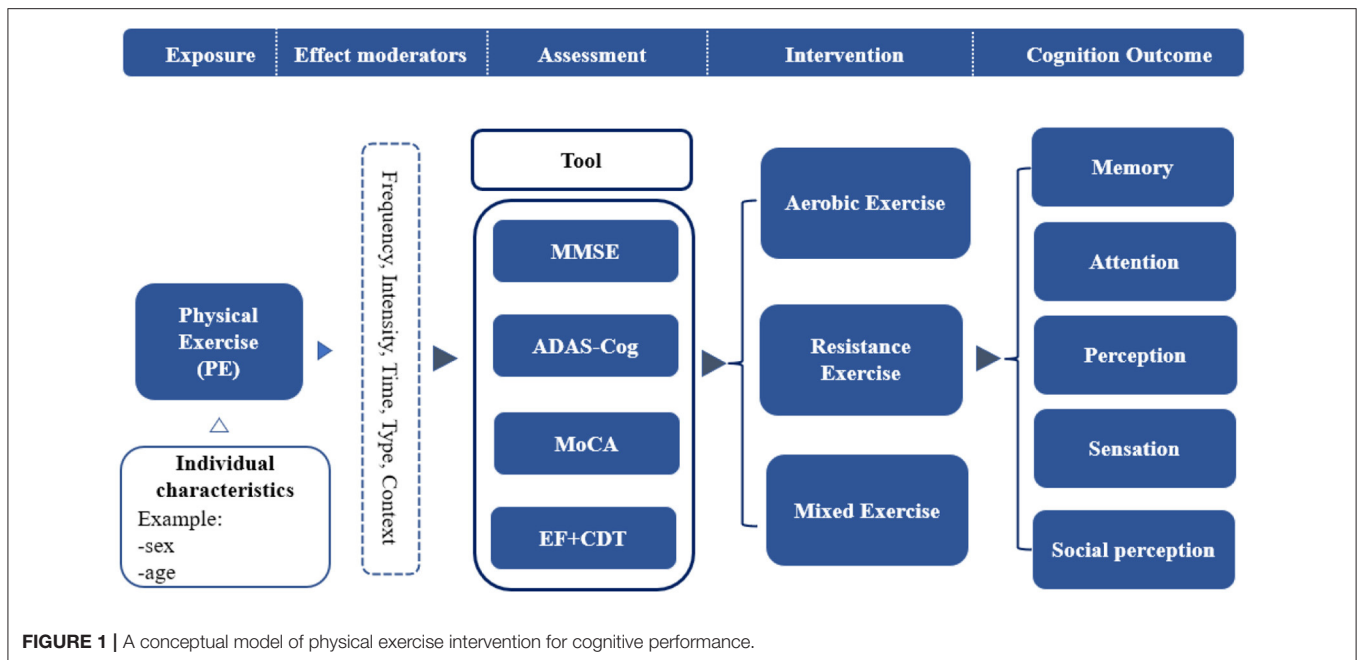 Exposure
Effect moderators
Assessment
Intervention
Cognition Outcome
Physical
Exercise
(PE)
Individual
characteristics
Example:
-sex
-age
Frequency, Intensity, Time, Type, Context
Tool
MMSE
ADAS-Cog
MoCA
EF+CDT
Aerobic Exercise
Resistance
Exercise
Mixed Exercise
Memory
Attention
Perception
Sensation
Social perception
FIGURE 1 | A conceptual model of physical exercise intervention for cognitive performance.